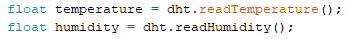 float temperature = dht.readTemperature();
float humidity = dht.readHumidity();